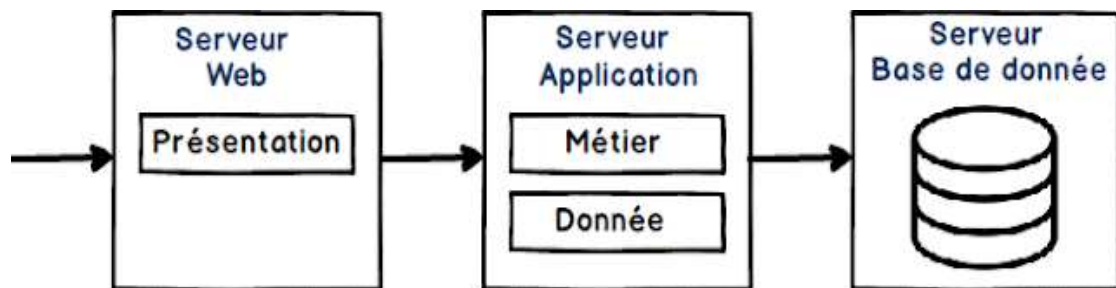 Serveur
Web
Présentation
Serveur
Application
Métier
Donnée
Serveur
Base de donnée